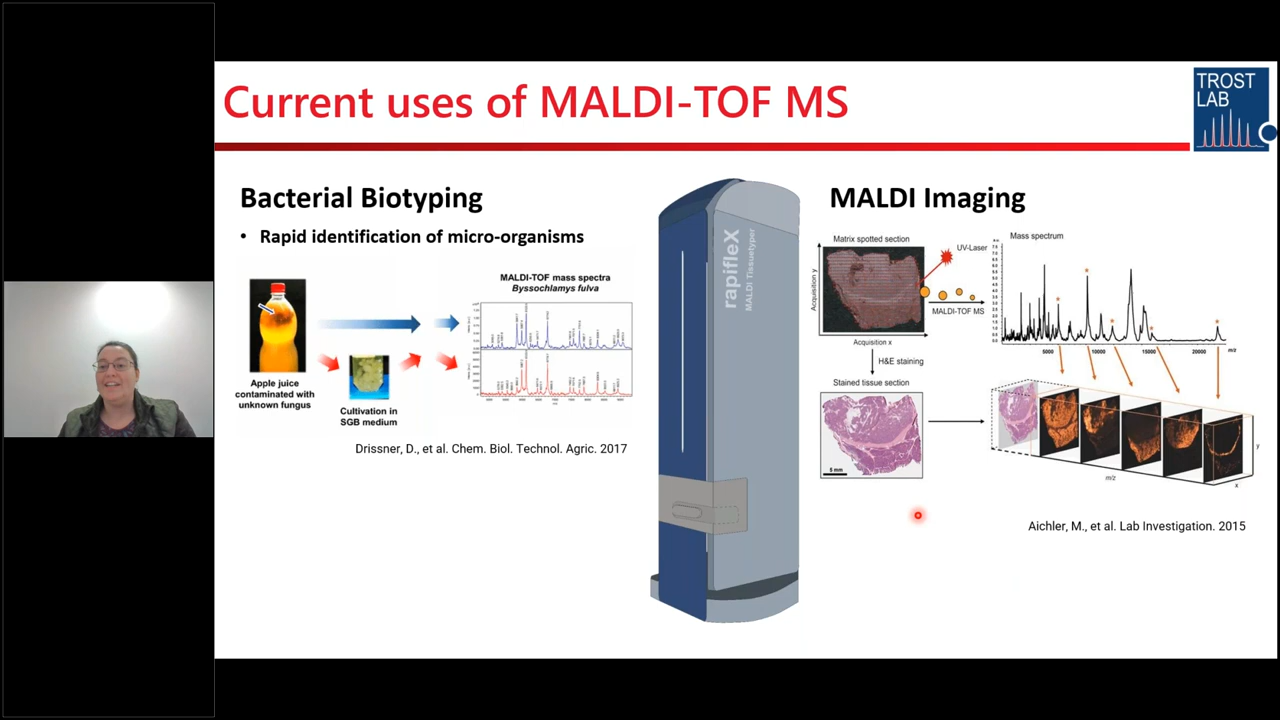 Current uses of MALDI-TOF MS
TROST
LAB
Bacterial Biotyping
• Rapid identification of micro-organisms
MALDI-TOF mass spectra
Byssochlamys fulva
Apple juice
contaminated with
unknown fungus
Cultivation in
SGB medium
Drissner, D., et al. Chem. Biol. Technol. Agric. 2017
rapifleX
MALDI Tissuetyper
MALDI Imaging
Matrix spotted section
UV-Laser
Acquisition y
Acquisition x
MALDI-TOF MS
Mass spectrum
5000 10000 15000 20000 m/z
H&E staining
Stained tissue section
8 mm
m/z
x
y
Aichler, M., et al. Lab Investigation. 2015